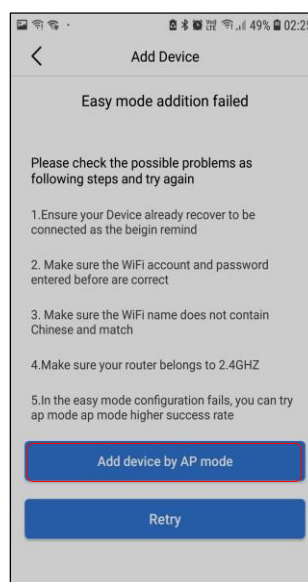 49% 02:25
Add Device
Easy mode addition failed
Please check the possible problems as
following steps and try again
1.Ensure your Device already recover to be
connected as the beigin remind
2. Make sure the WiFi account and password
entered before are correct
3. Make sure the WiFi name does not contain
Chinese and match
4.Make sure your router belongs to 2.4GHZ
5.In the easy mode configuration fails, you can try
ap mode ap mode higher success rate
Add device by AP mode
Retry